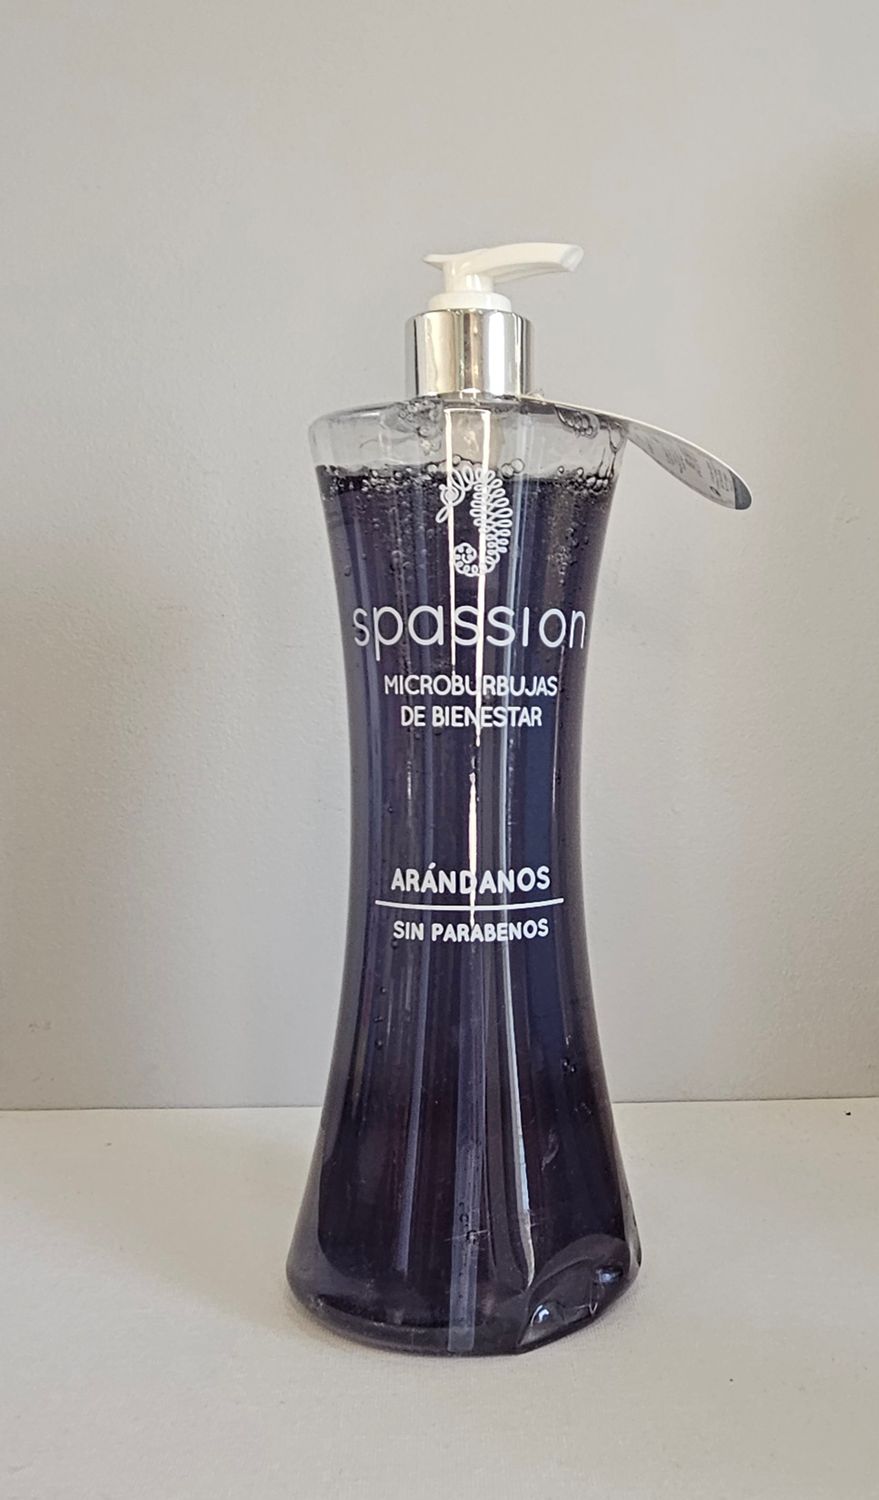 spassion
MICROBURBUJAS
DE BIENESTAR
ARÁNDANOS
SIN PARABENOS